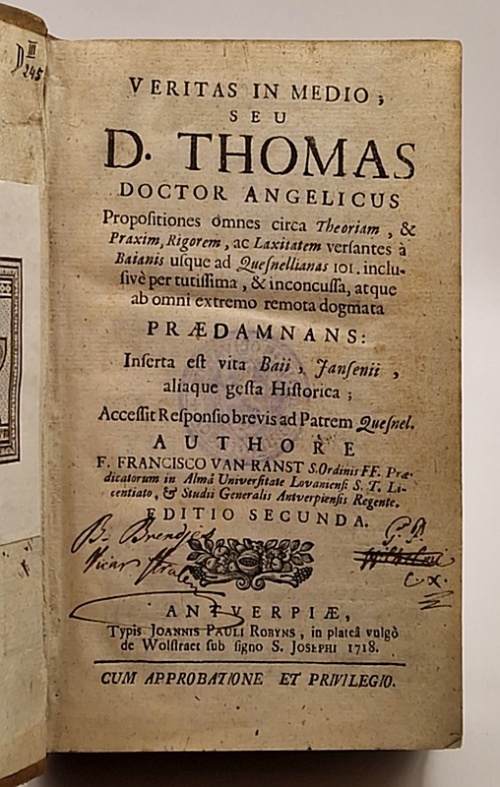 D III
245
VERITAS IN MEDIO;
SEU
D. THOMAS
DOCTOR ANGELICUS
Propositiones omnes circa Theoriam, &
Praxim, Rigorem, ac Laxitatem versantes à
Baianis usque ad Quesnellianas 101. inclu-
sivè per tutissima, & inconcussa, atque
ab omni extremo remota dogmata
PRÆDAMNANS:
Inserta est vita Baii, Jansenii,
aliaque gesta Historica;
Accessit Responsio brevis ad Patrem Quesnel.
AUTHORE
F. FRANCISCO VAN RANST S. Ordinis FF. Præ-
dicatorum in Almâ Universitate Lovaniensi S. T. Li-
centiato, & Studii Generalis Antverpiensis Regente.
EDITIO SECUNDA.
B.
Vicar
ANTVERPIÆ,
Typis JOANNIS PAULI ROBYNS, in plateâ vulgò
de Wolstraet sub signo S. JOSEPHI 1718.
CUM APPROBATIONE ET PRIVILEGIO.